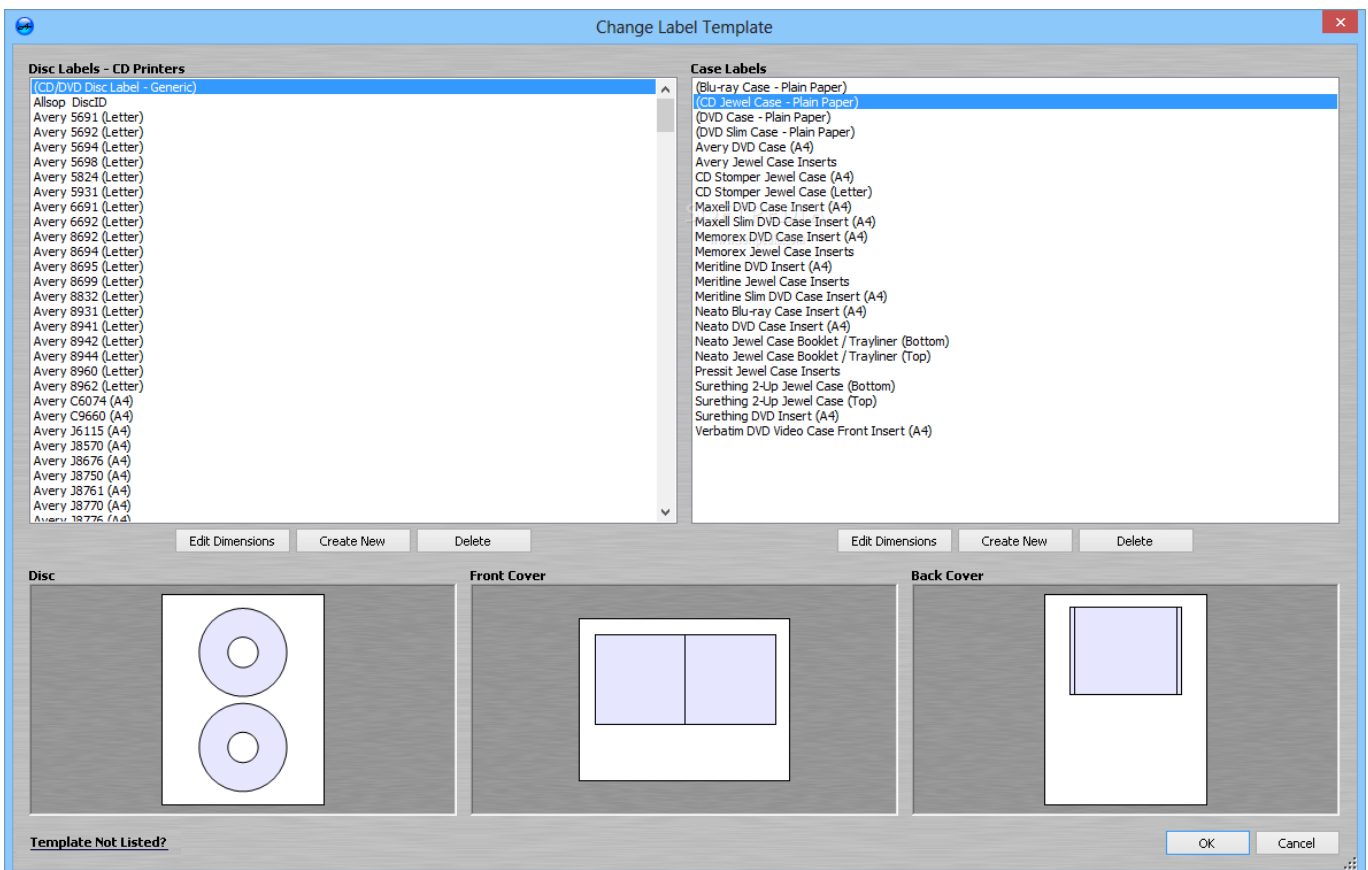 Change Label Template
Disc Labels - CD Printers
(CD/DVD Disc Label - Generic)
Allsop DiscID
Avery 5691 (Letter)
Avery 5692 (Letter)
Avery 5694 (Letter)
Avery 5698 (Letter)
Avery 5824 (Letter)
Avery 5931 (Letter)
Avery 6691 (Letter)
Avery 6692 (Letter)
Avery 8692 (Letter)
Avery 8694 (Letter)
Avery 8695 (Letter)
Avery 8699 (Letter)
Avery 8832 (Letter)
Avery 8931 (Letter)
Avery 8941 (Letter)
Avery 8942 (Letter)
Avery 8944 (Letter)
Avery 8960 (Letter)
Avery 8962 (Letter)
Avery C6074 (A4)
Avery C9660 (A4)
Avery J6115 (A4)
Avery J8570 (A4)
Avery J8676 (A4)
Avery J8750 (A4)
Avery J8761 (A4)
Avery J8770 (A4)
Avery J8776 (A4)
Edit Dimensions
Create New
Delete
Case Labels
(Blu-ray Case - Plain Paper)
(CD Jewel Case - Plain Paper)
(DVD Case - Plain Paper)
(DVD Slim Case - Plain Paper)
Avery DVD Case (A4)
Avery Jewel Case Inserts
CD Stomper Jewel Case (A4)
CD Stomper Jewel Case (Letter)
Maxell DVD Case Insert (A4)
Maxell Slim DVD Case Insert (A4)
Memorex DVD Case Insert (A4)
Memorex Jewel Case Inserts
Meritline DVD Insert (A4)
Meritline Jewel Case Inserts
Meritline Slim DVD Case Insert (A4)
Neato Blu-ray Case Insert (A4)
Neato DVD Case Insert (A4)
Neato Jewel Case Booklet / Trayliner (Bottom)
Neato Jewel Case Booklet / Trayliner (Top)
Pressit Jewel Case Inserts
Surething 2-Up Jewel Case (Bottom)
Surething 2-Up Jewel Case (Top)
Surething DVD Insert (A4)
Verbatim DVD Video Case Front Insert (A4)
Edit Dimensions
Create New
Delete
Disc
Front Cover
Back Cover
Template Not Listed?
OK
Cancel